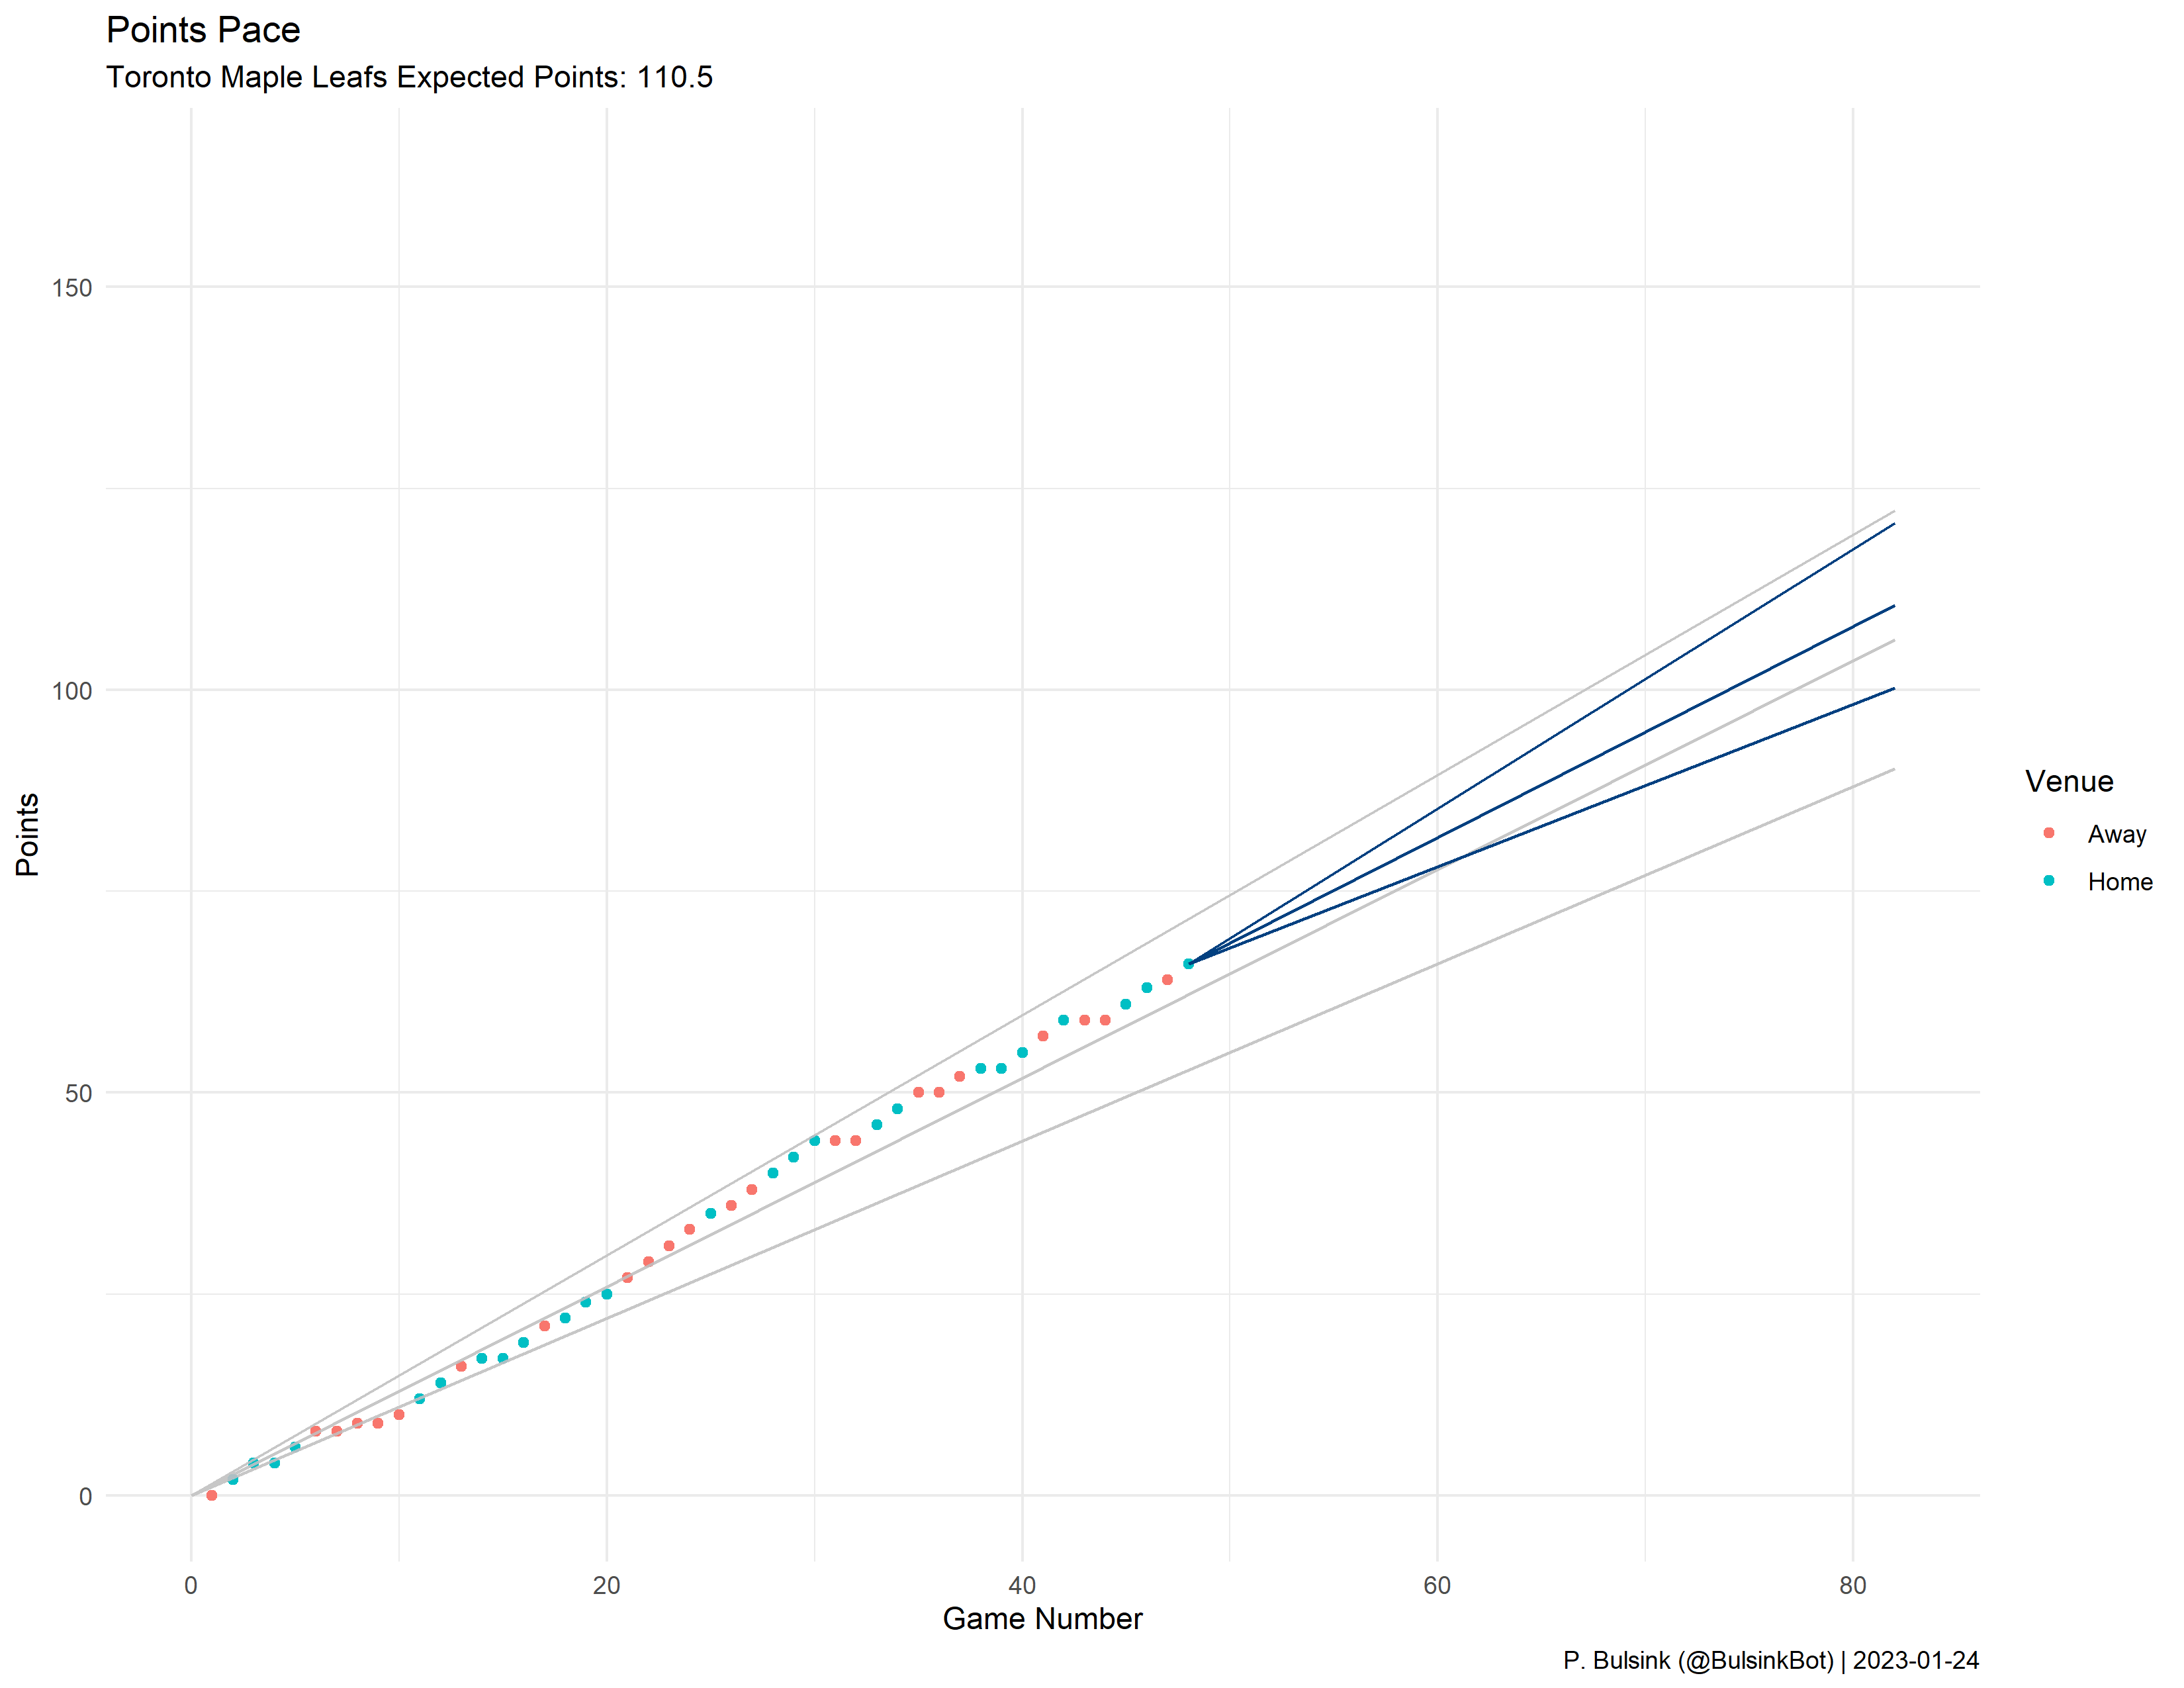 Points Pace
Toronto Maple Leafs Expected Points: 110.5
150
100
50
0
Points
0 20 40 60 80
Game Number
Venue
Away
Home
P. Bulsink (@BulsinkBot) | 2023-01-24